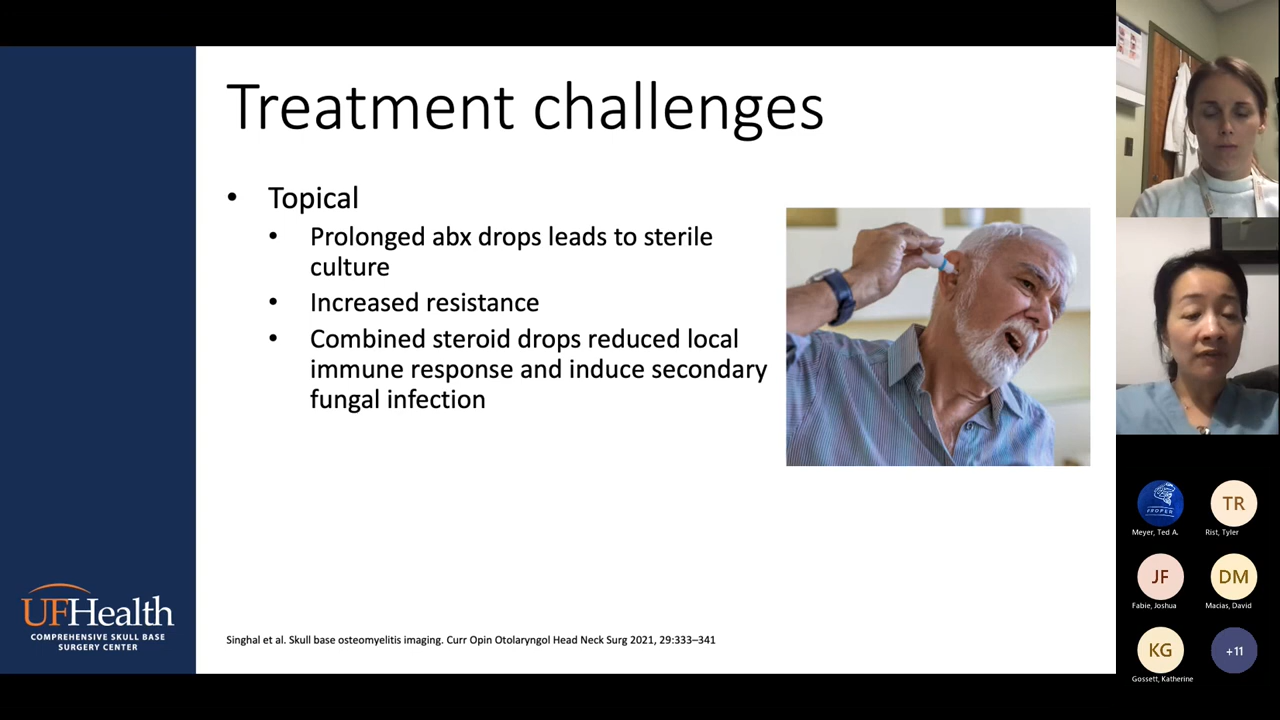 Treatment challenges
• Topical
• Prolonged abx drops leads to sterile
culture
• Increased resistance
• Combined steroid drops reduced local
immune response and induce secondary
fungal infection
UFHealth
COMPREHENSIVE SKULL BASE
SURGERY CENTER
Singhal et al. Skull base osteomyelitis imaging. Curr Opin Otolaryngol Head Neck Surg 2021, 29:333–341
PROPEL
Meyer, Ted A.
TR
Rist, Tyler
JF
Fabie, Joshua
DM
Macias, David
KG
Gossett, Katherine
+11